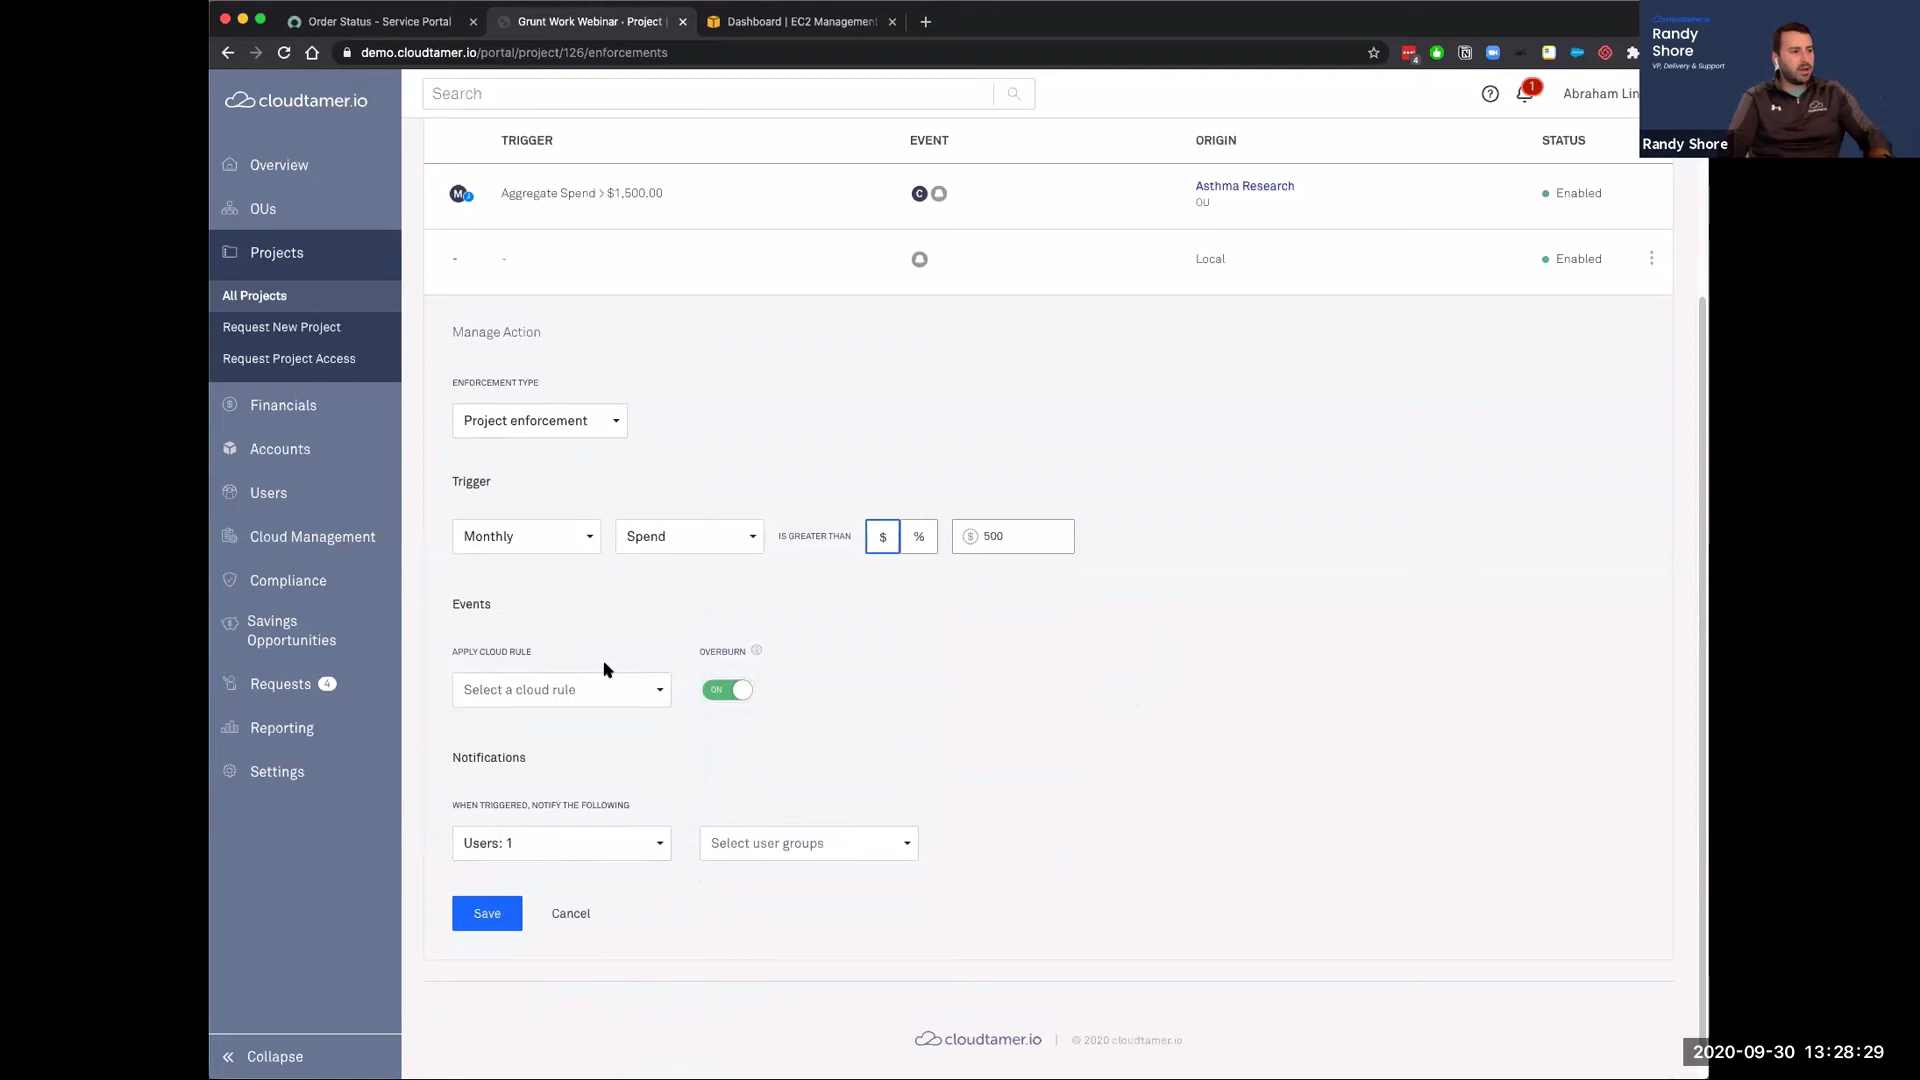 Order Status - Service Portal
Grunt Work Webinar · Project
Dashboard | EC2 Management
demo.cloudtamer.io/portal/project/126/enforcements
4
cloudtamer.io
Randy
Shore
VP, Delivery & Support
Randy Shore
cloudtamer.io
Search
1
Abraham Lin
Overview
OUs
Projects
All Projects
Request New Project
Request Project Access
Financials
Accounts
Users
Cloud Management
Compliance
Savings
Opportunities
Requests 4
Reporting
Settings
Collapse
TRIGGER EVENT ORIGIN STATUS
M Aggregate Spend > $1,500.00 C Asthma Research Enabled
OU
- - Local Enabled
Manage Action
ENFORCEMENT TYPE
Project enforcement
Trigger
Monthly Spend IS GREATER THAN $ % $ 500
Events
APPLY CLOUD RULE OVERBURN
Select a cloud rule ON
Notifications
WHEN TRIGGERED, NOTIFY THE FOLLOWING
Users: 1 Select user groups
Save Cancel
cloudtamer.io | © 2020 cloudtamer.io
2020-09-30 13:28:29